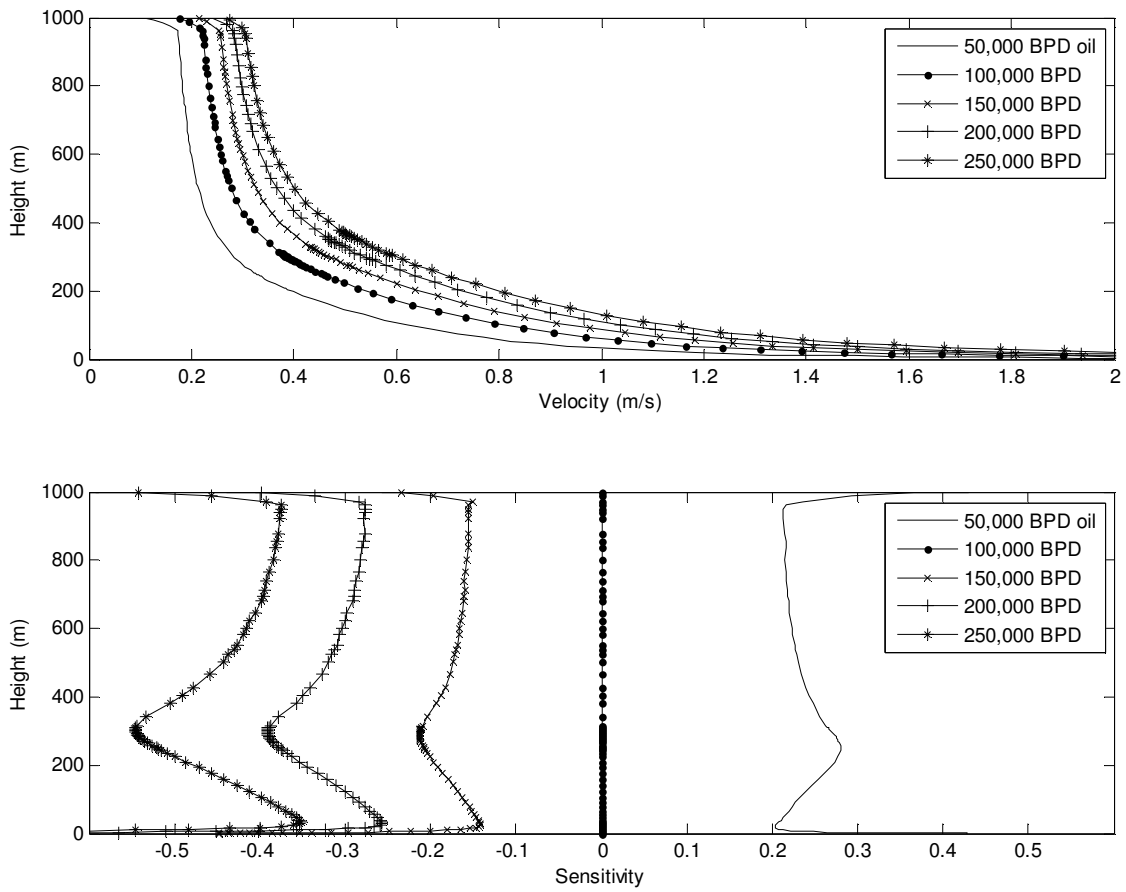 1000
800
600
400
200
0
Height (m)
0 0.2 0.4 0.6 0.8 1 1.2 1.4 1.6 1.8 2
Velocity (m/s)
50,000 BPD oil
100,000 BPD
150,000 BPD
200,000 BPD
250,000 BPD
1000
800
600
400
200
0
Height (m)
-0.5 -0.4 -0.3 -0.2 -0.1 0 0.1 0.2 0.3 0.4 0.5
Sensitivity
50,000 BPD oil
100,000 BPD
150,000 BPD
200,000 BPD
250,000 BPD